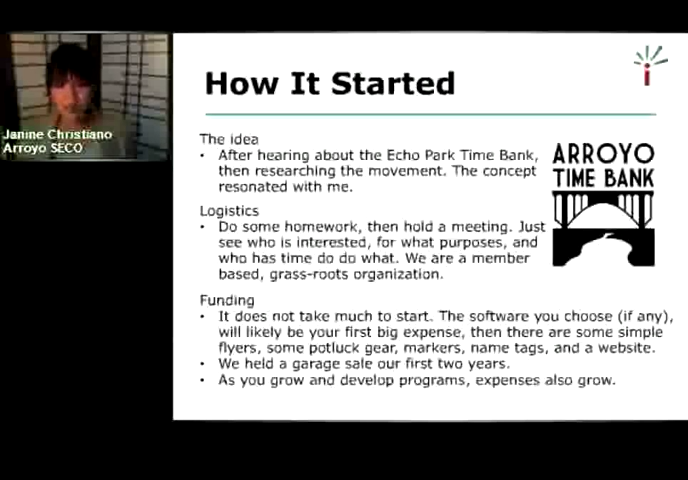 Janine Christiano
Arroyo SECO
How It Started
The idea
• After hearing about the Echo Park Time Bank,
then researching the movement. The concept
resonated with me.
ARROYO
TIME BANK
Logistics
• Do some homework, then hold a meeting. Just
see who is interested, for what purposes, and
who has time do do what. We are a member
based, grass-roots organization.
Funding
• It does not take much to start. The software you choose (if any),
will likely be your first big expense, then there are some simple
flyers, some potluck gear, markers, name tags, and a website.
• We held a garage sale our first two years.
• As you grow and develop programs, expenses also grow.